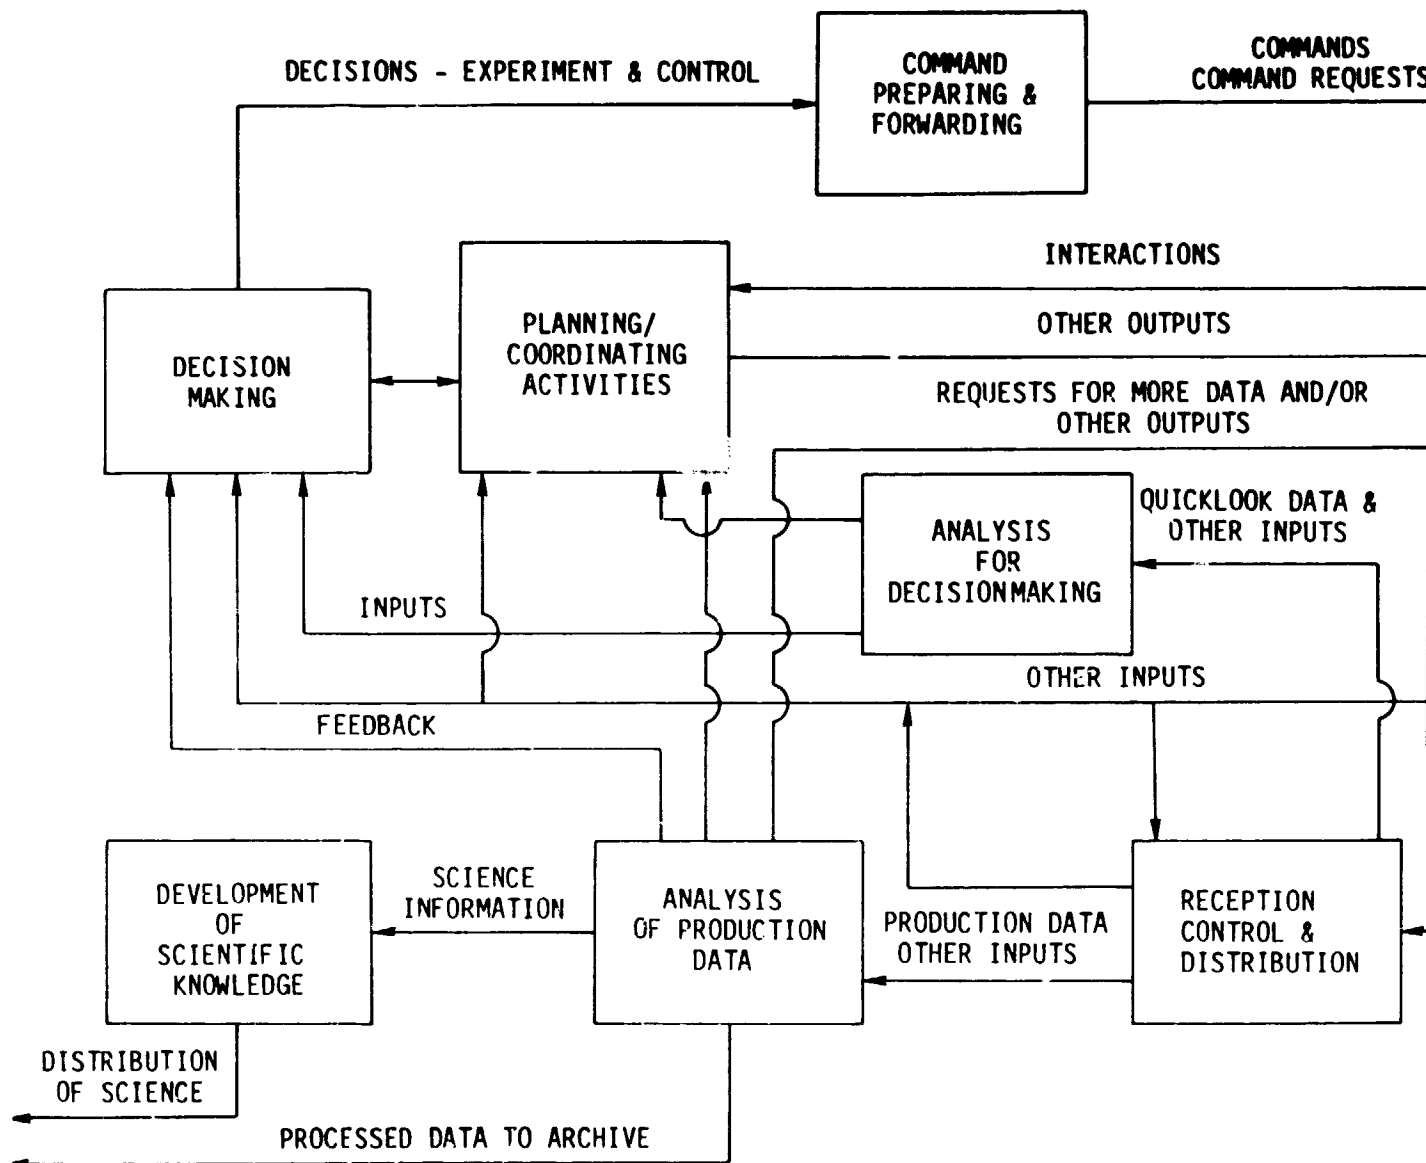 COMMANDS
COMMAND REQUESTS
DECISIONS - EXPERIMENT & CONTROL
COMMAND
PREPARING &
FORWARDING
INTERACTIONS
PLANNING/
COORDINATING
ACTIVITIES
OTHER OUTPUTS
DECISION
MAKING
REQUESTS FOR MORE DATA AND/OR
OTHER OUTPUTS
QUICKLOOK DATA &
OTHER INPUTS
ANALYSIS
FOR
DECISIONMAKING
INPUTS
OTHER INPUTS
FEEDBACK
DEVELOPMENT
OF
SCIENTIFIC
KNOWLEDGE
SCIENCE
INFORMATION
ANALYSIS
OF PRODUCTION
DATA
PRODUCTION DATA
OTHER INPUTS
RECEPTION
CONTROL &
DISTRIBUTION
DISTRIBUTION
OF SCIENCE
PROCESSED DATA TO ARCHIVE